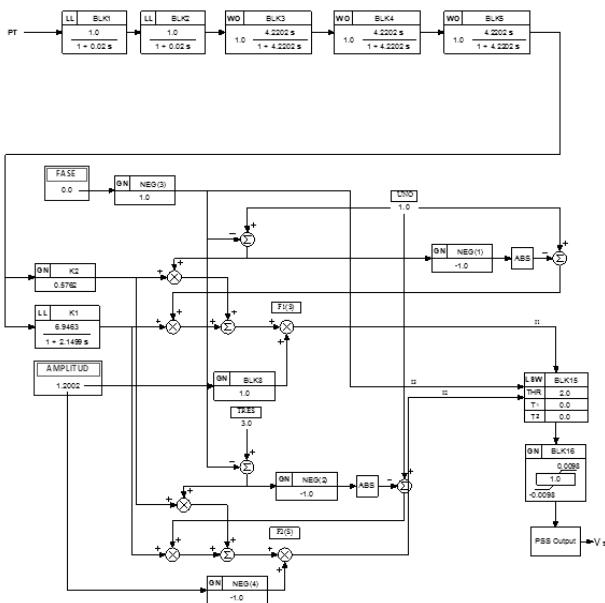 LL BLK1
LL BLK2
WO BLK3
WO BLK4
WO BLK5
PT
1.0
1 + 0.02 s
1.0
1 + 0.02 s
1.0 4.2202 s
1 + 4.2202 s
1.0 4.2202 s
1 + 4.2202 s
1.0 4.2202 s
1 + 4.2202 s
FASE
0.0
GN NEG(3)
1.0
UNO
1.0
GN NEG(1)
-1.0
ABS
GN K2
0.5762
LL K1
6.9463
1 + 2.1499 s
F1(S)
AMPLITUD
1.2002
GN BLK8
1.0
LSW BLK15
THR 2.0
T1 0.0
T2 0.0
TRES
3.0
GN BLK16
0.0098
1.0
-0.0098
GN NEG(2)
-1.0
ABS
F2(S)
PSS Output
V s
GN NEG(4)
-1.0